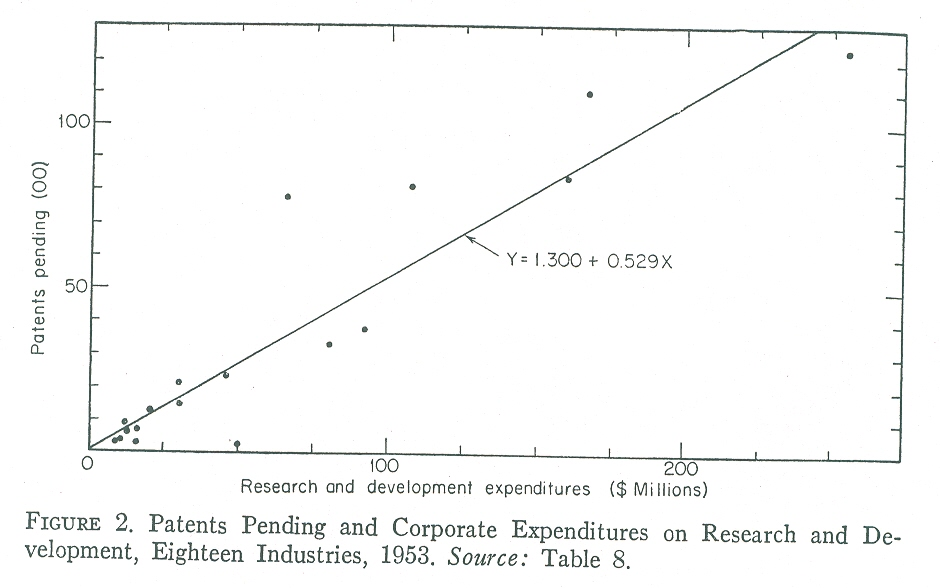 100
50
Patents pending (00)
Y = 1.300 + 0.529X
0
100
200
Research and development expenditures ($ Millions)
FIGURE 2. Patents Pending and Corporate Expenditures on Research and De-
velopment, Eighteen Industries, 1953. Source: Table 8.